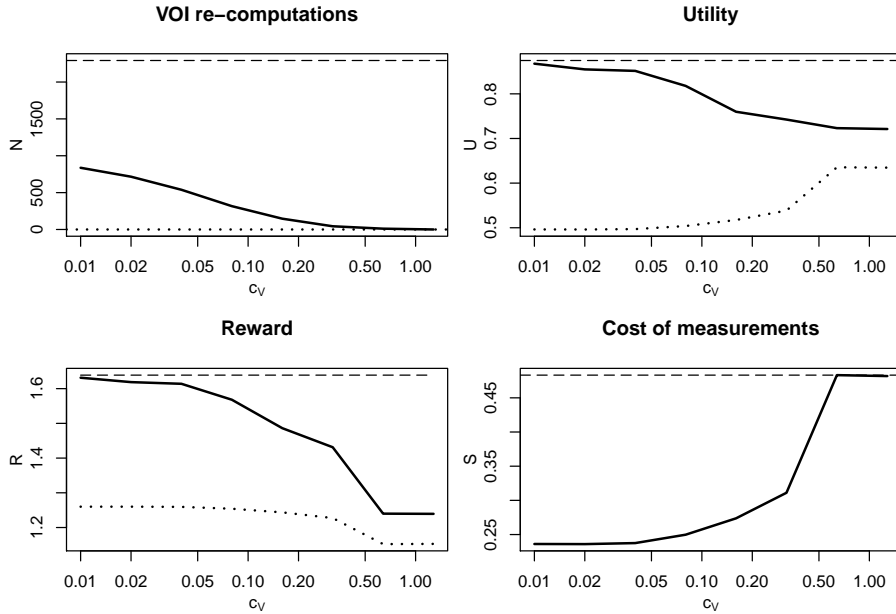 VOI re−computations
N
0
500
1500
0.01 0.02 0.05 0.10 0.20 0.50 1.00
cV
Utility
U
0.5
0.6
0.7
0.8
0.01 0.02 0.05 0.10 0.20 0.50 1.00
cV
Reward
R
1.2
1.4
1.6
0.01 0.02 0.05 0.10 0.20 0.50 1.00
cV
Cost of measurements
S
0.25
0.35
0.45
0.01 0.02 0.05 0.10 0.20 0.50 1.00
cV